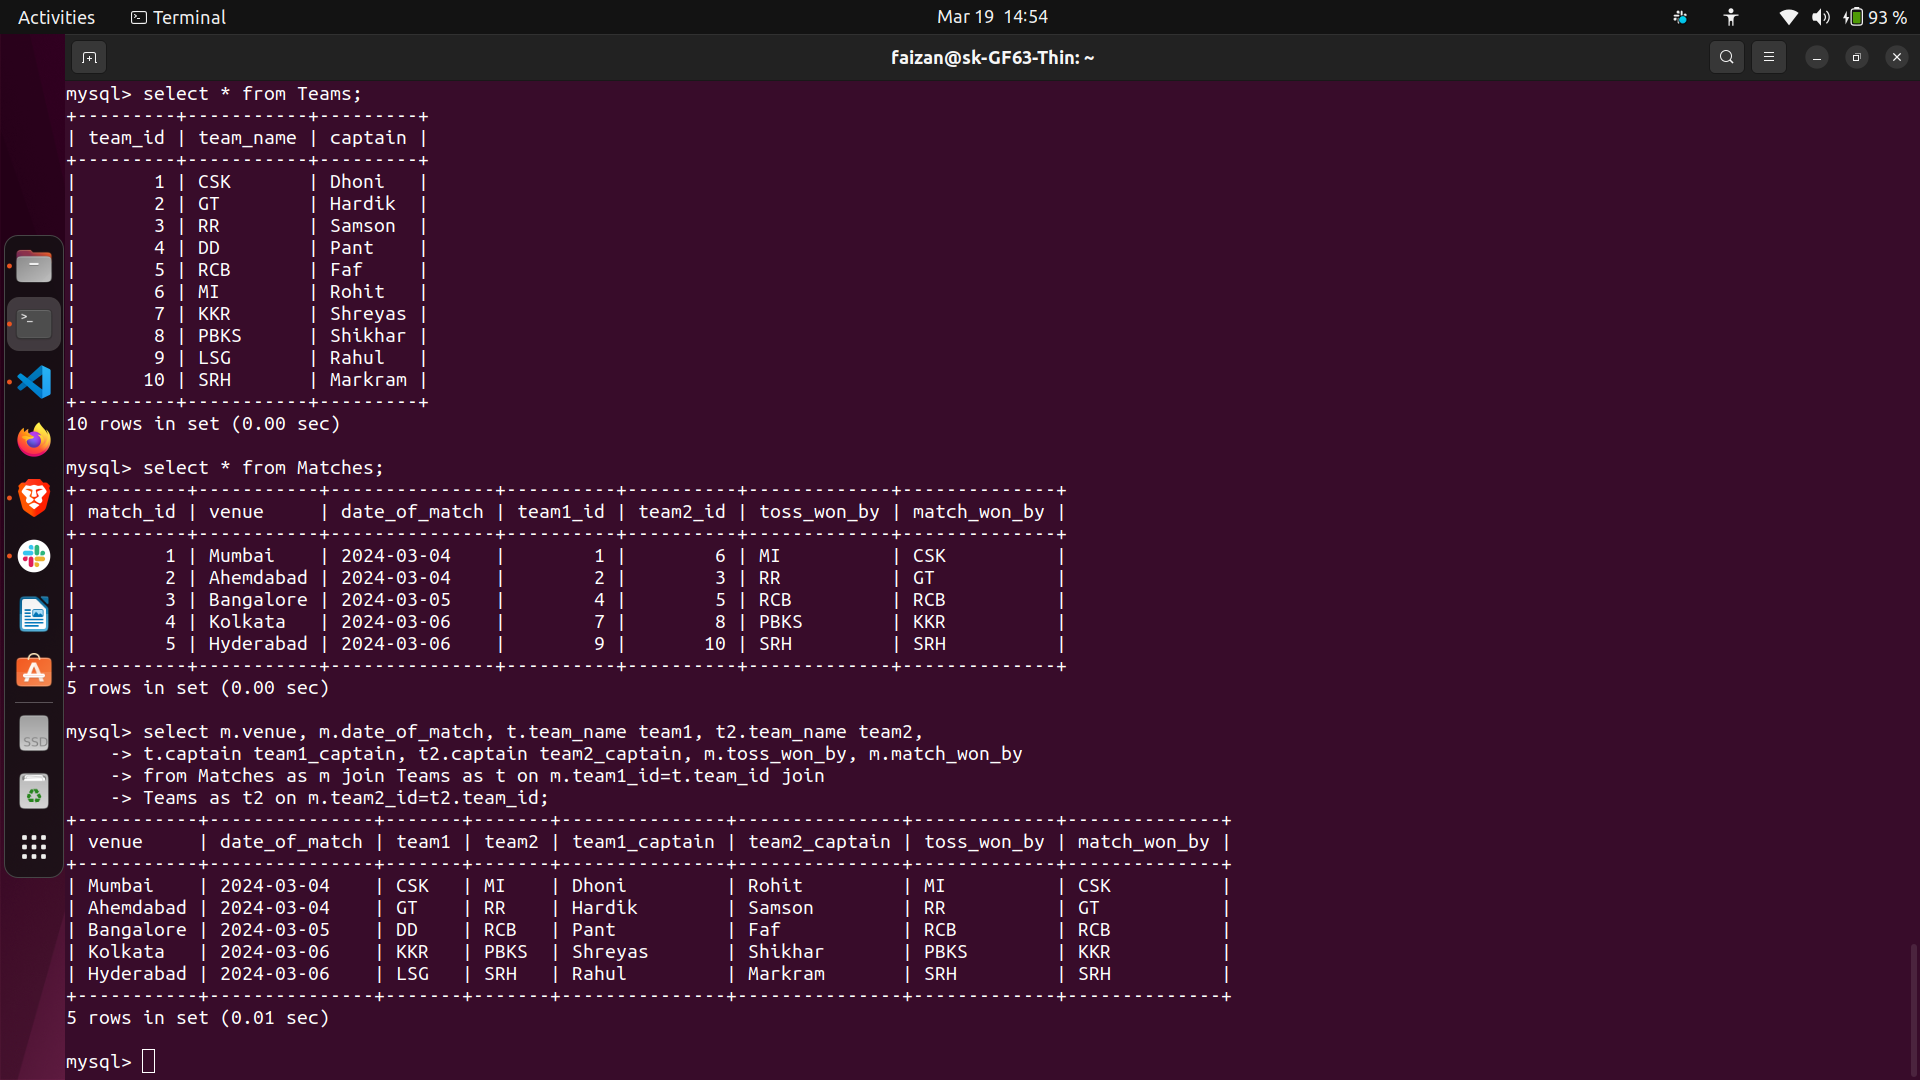 Activities Terminal Mar 19 14:54 93 %
faizan@sk-GF63-Thin: ~
mysql> select * from Teams;
+---------+-----------+---------+
| team_id | team_name | captain |
+---------+-----------+---------+
|       1 | CSK       | Dhoni   |
|       2 | GT        | Hardik  |
|       3 | RR        | Samson  |
|       4 | DD        | Pant    |
|       5 | RCB       | Faf     |
|       6 | MI        | Rohit   |
|       7 | KKR       | Shreyas |
|       8 | PBKS      | Shikhar |
|       9 | LSG       | Rahul   |
|      10 | SRH       | Markram |
+---------+-----------+---------+
10 rows in set (0.00 sec)
mysql> select * from Matches;
+----------+-----------+---------------+----------+----------+-------------+--------------+
| match_id | venue     | date_of_match | team1_id | team2_id | toss_won_by | match_won_by |
+----------+-----------+---------------+----------+----------+-------------+--------------+
|        1 | Mumbai    | 2024-03-04    |        1 |        6 | MI          | CSK          |
|        2 | Ahemdabad | 2024-03-04    |        2 |        3 | RR          | GT           |
|        3 | Bangalore | 2024-03-05    |        4 |        5 | RCB         | RCB          |
|        4 | Kolkata   | 2024-03-06    |        7 |        8 | PBKS        | KKR          |
|        5 | Hyderabad | 2024-03-06    |        9 |       10 | SRH         | SRH          |
+----------+-----------+---------------+----------+----------+-------------+--------------+
5 rows in set (0.00 sec)
mysql> select m.venue, m.date_of_match, t.team_name team1, t2.team_name team2,
    -> t.captain team1_captain, t2.captain team2_captain, m.toss_won_by, m.match_won_by
    -> from Matches as m join Teams as t on m.team1_id=t.team_id join
    -> Teams as t2 on m.team2_id=t2.team_id;
+-----------+---------------+-------+-------+---------------+---------------+-------------+--------------+
| venue     | date_of_match | team1 | team2 | team1_captain | team2_captain | toss_won_by | match_won_by |
+-----------+---------------+-------+-------+---------------+---------------+-------------+--------------+
| Mumbai    | 2024-03-04    | CSK   | MI    | Dhoni         | Rohit         | MI          | CSK          |
| Ahemdabad | 2024-03-04    | GT    | RR    | Hardik        | Samson        | RR          | GT           |
| Bangalore | 2024-03-05    | DD    | RCB   | Pant          | Faf           | RCB         | RCB          |
| Kolkata   | 2024-03-06    | KKR   | PBKS  | Shreyas       | Shikhar       | PBKS        | KKR          |
| Hyderabad | 2024-03-06    | LSG   | SRH   | Rahul         | Markram       | SRH         | SRH          |
+-----------+---------------+-------+-------+---------------+---------------+-------------+--------------+
5 rows in set (0.01 sec)
mysql>
SSD